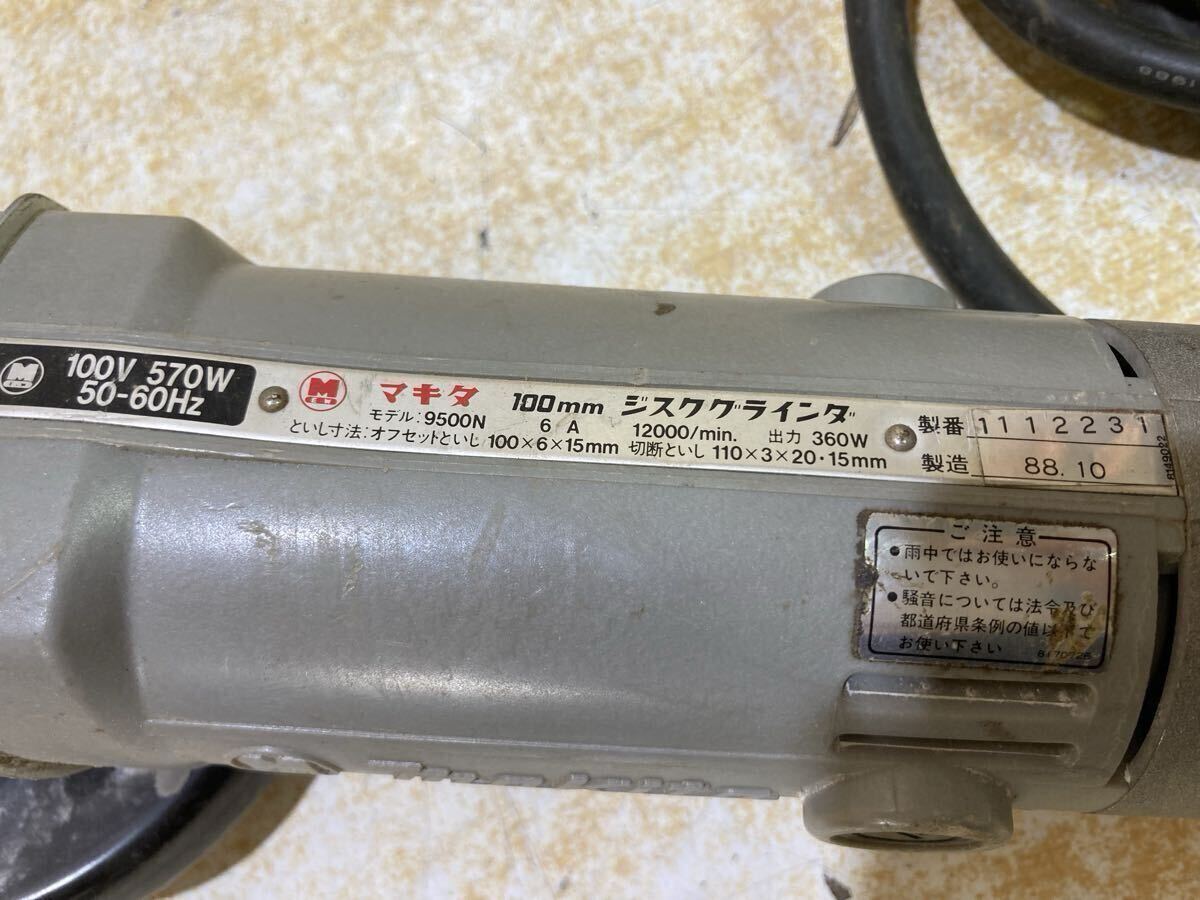 1988
M
100V 570W
50-60Hz
M
マキタ 100mm ジスクグラインダ
モデル:9500N 6 A 12000/min. 出力 360W
といし寸法:オフセットといし 100×6×15mm 切断といし 110×3×20・15mm
製番 1112231
製造 88.10
8149022
ご注意
●雨中ではお使いにならな
いで下さい。
●騒音については法令及び
都道府県条例の値以下で
お使い下さい
makita